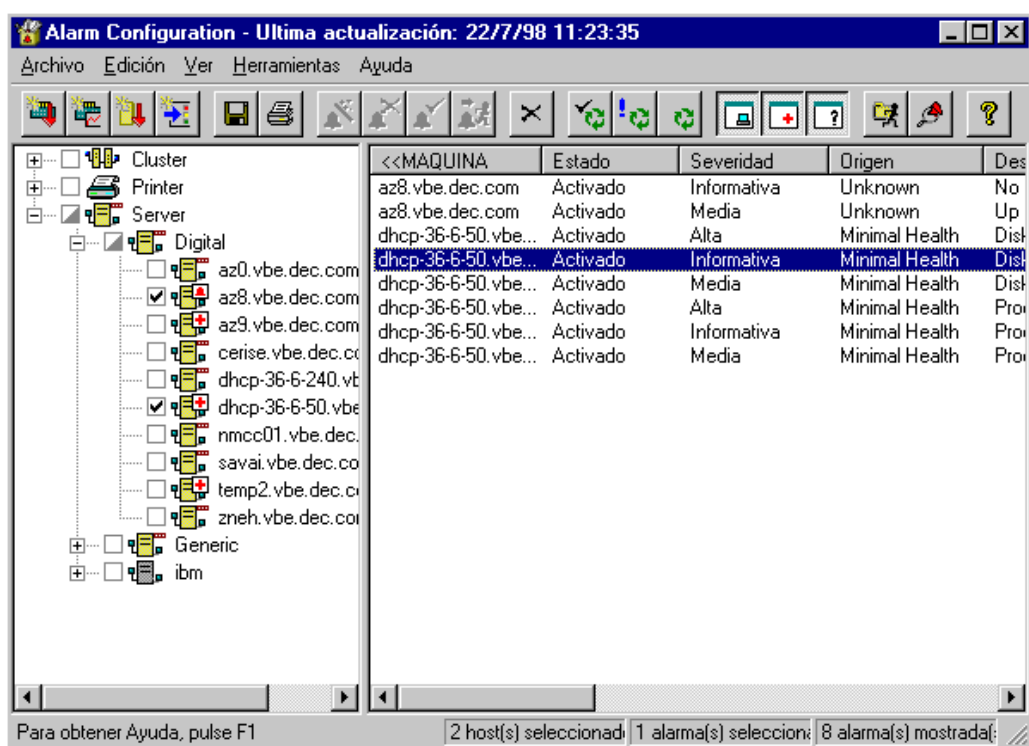 Alarm Configuration - Ultima actualización: 22/7/98 11:23:35
Archivo Edición Ver Herramientas Ayuda
Cluster
Printer
Server
Digital
az0.vbe.dec.com
az8.vbe.dec.com
az9.vbe.dec.com
cerise.vbe.dec.co
dhcp-36-6-240.vb
dhcp-36-6-50.vbe
nmcc01.vbe.dec.
savai.vbe.dec.co
temp2.vbe.dec.c
zneh.vbe.dec.co
Generic
ibm
<<MAQUINA Estado Severidad Origen Des
az8.vbe.dec.com Activado Informativa Unknown No
az8.vbe.dec.com Activado Media Unknown Up
dhcp-36-6-50.vbe... Activado Alta Minimal Health Disk
dhcp-36-6-50.vbe... Activado Informativa Minimal Health Disk
dhcp-36-6-50.vbe... Activado Media Minimal Health Disk
dhcp-36-6-50.vbe... Activado Alta Minimal Health Pro
dhcp-36-6-50.vbe... Activado Informativa Minimal Health Pro
dhcp-36-6-50.vbe... Activado Media Minimal Health Pro
Para obtener Ayuda, pulse F1 2 host(s) seleccionad 1 alarma(s) selecciona 8 alarma(s) mostrada(